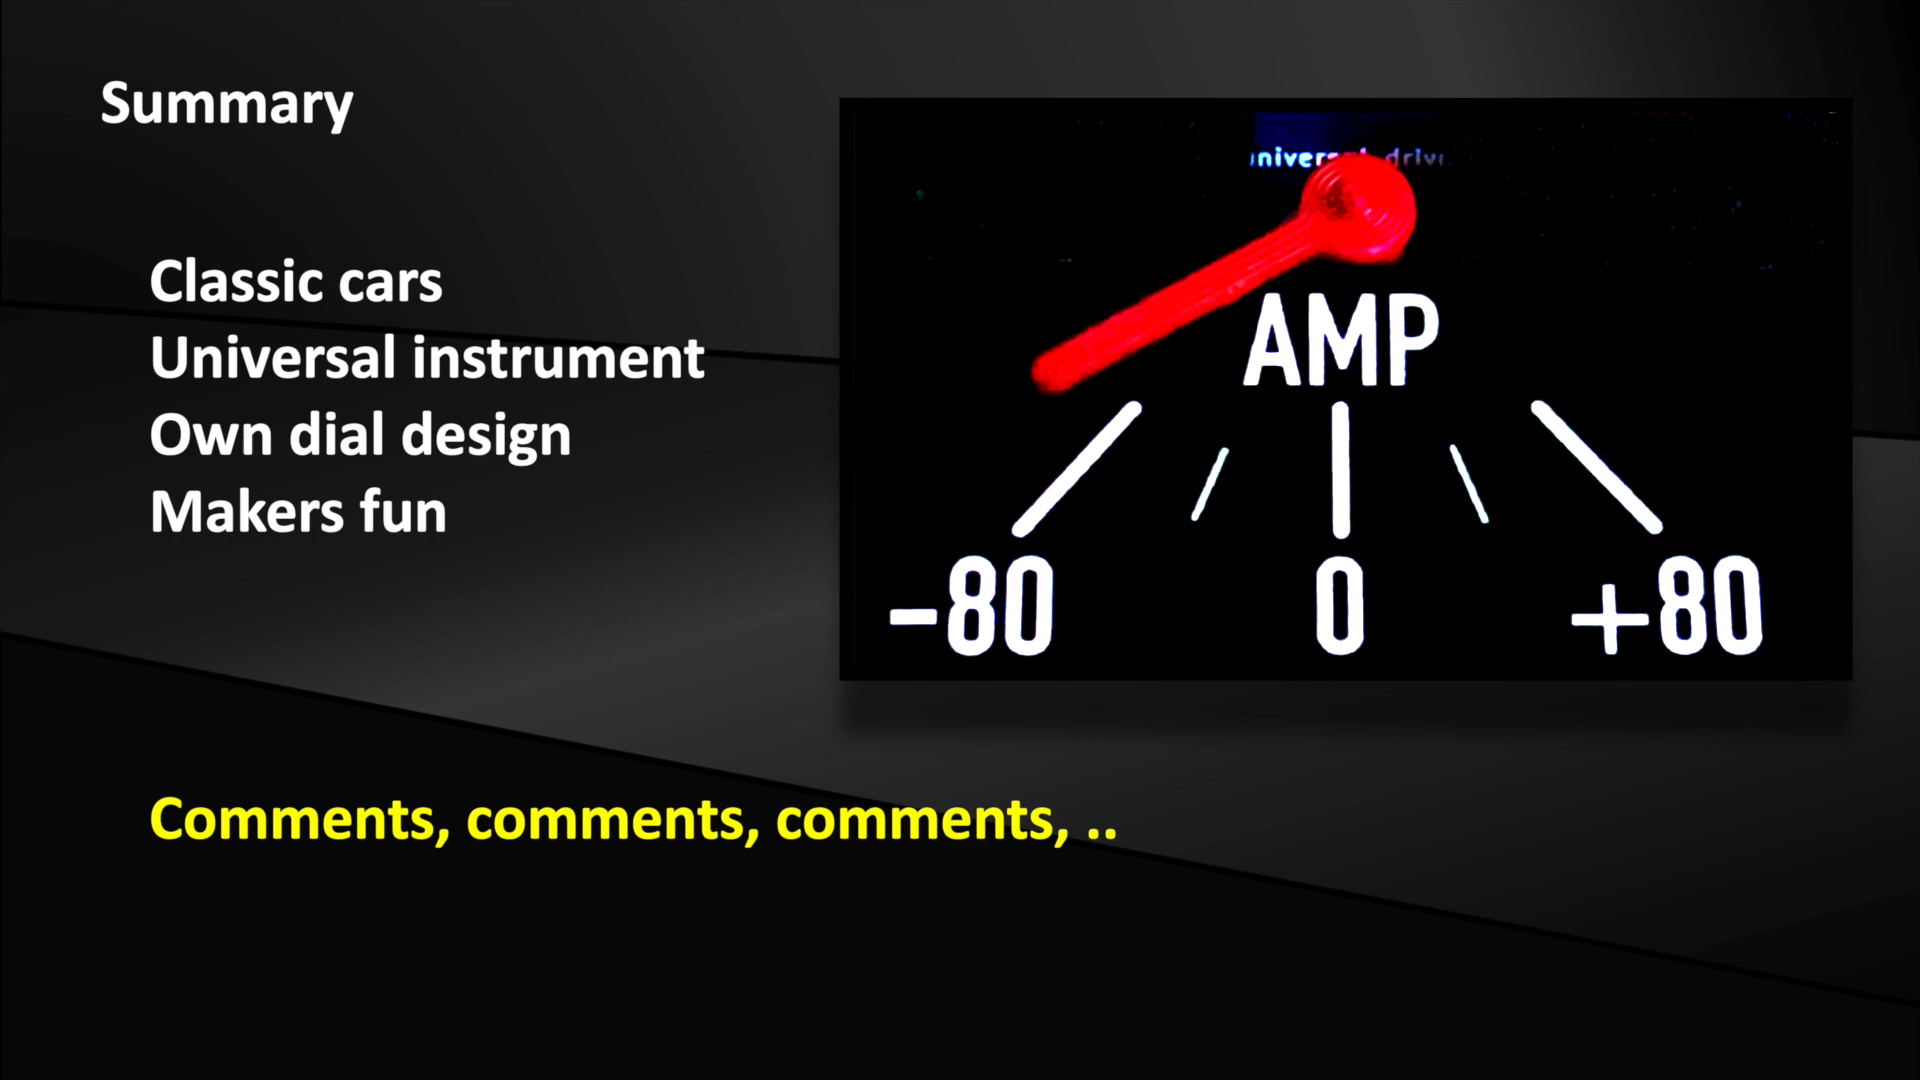 Summary
Classic cars
Universal instrument
Own dial design
Makers fun
AMP
-80 0 +80
Comments, comments, comments, ..